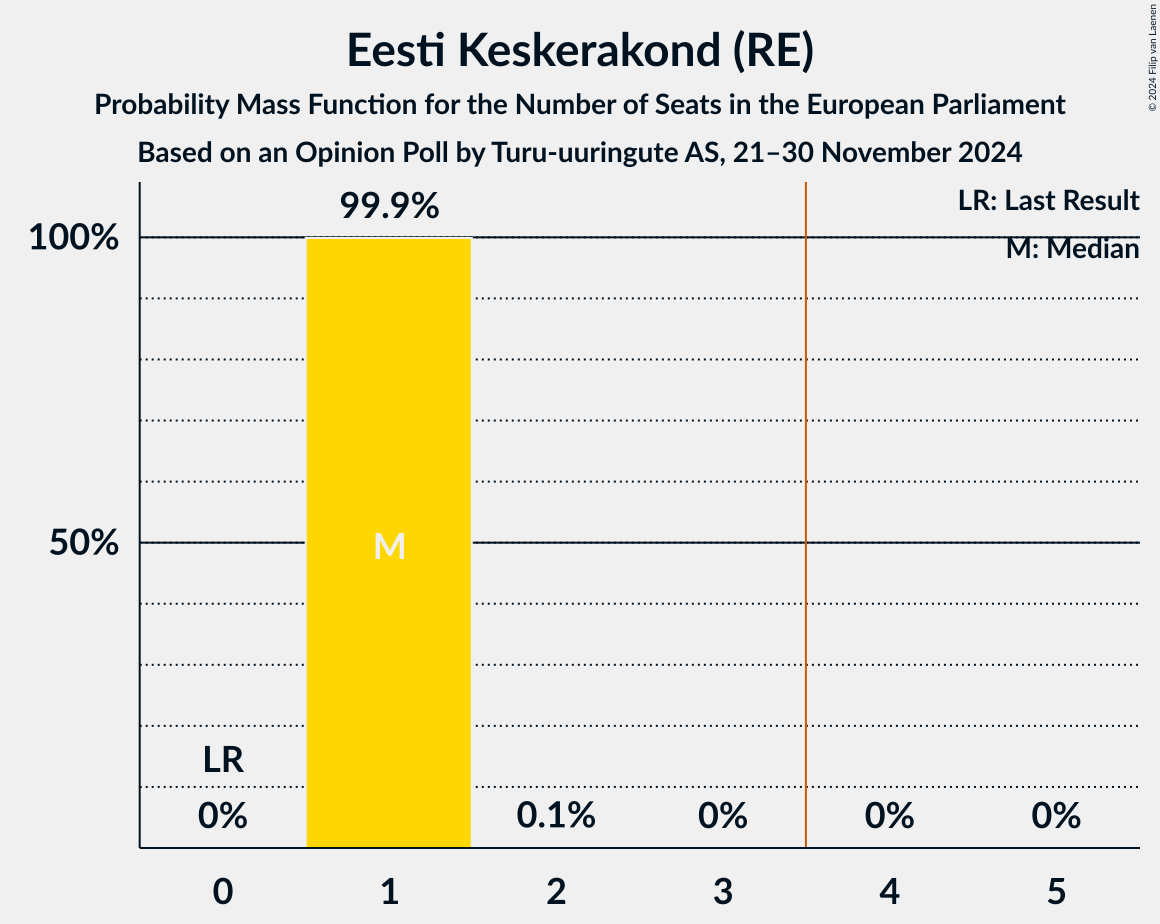 Eesti Keskerakond (RE)
Probability Mass Function for the Number of Seats in the European Parliament
Based on an Opinion Poll by Turu-uuringute AS, 21–30 November 2024
© 2024 Filip van Laenen
LR: Last Result
M: Median
99.9%
100%
50%
M
LR
0%
0.1%
0%
0%
0%
0
1
2
3
4
5